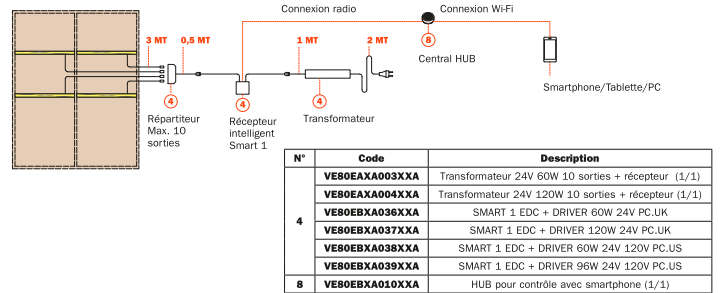 Connexion radio
Connexion Wi-Fi
3 MT
0,5 MT
1 MT
2 MT
8
Central HUB
Smartphone/Tablette/PC
4
4
4
Répartiteur
Max. 10
sorties
Récepteur
intelligent
Smart 1
Transformateur
N° Code Description
4
VE80EAXA003XXA Transformateur 24V 60W 10 sorties + récepteur (1/1)
VE80EAXA004XXA Transformateur 24V 120W 10 sorties + récepteur (1/1)
VE80EBXA036XXA SMART 1 EDC + DRIVER 60W 24V PC.UK
VE80EBXA037XXA SMART 1 EDC + DRIVER 120W 24V PC.UK
VE80EBXA038XXA SMART 1 EDC + DRIVER 60W 24V 120V PC.US
VE80EBXA039XXA SMART 1 EDC + DRIVER 96W 24V 120V PC.US
8 VE80EBXA010XXA HUB pour contrôle avec smartphone (1/1)